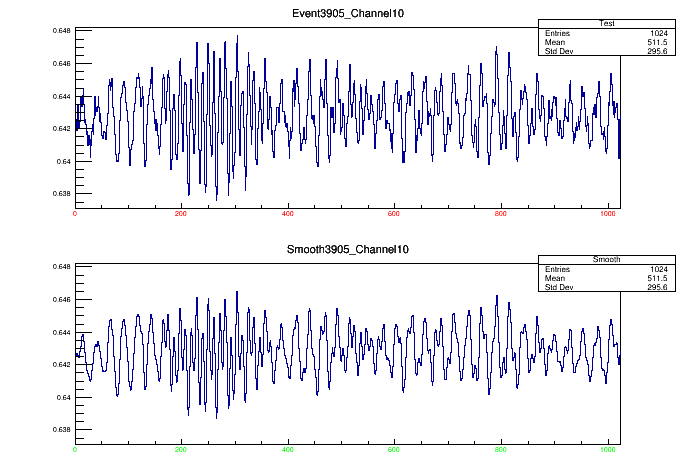 Event3905_Channel10
Test
Entries 1024
Mean 511.5
Std Dev 295.6
0.648
0.646
0.644
0.642
0.64
0.638
0 200 400 600 800 1000
Smooth3905_Channel10
Smooth
Entries 1024
Mean 511.5
Std Dev 295.6
0.648
0.646
0.644
0.642
0.64
0.638
0 200 400 600 800 1000